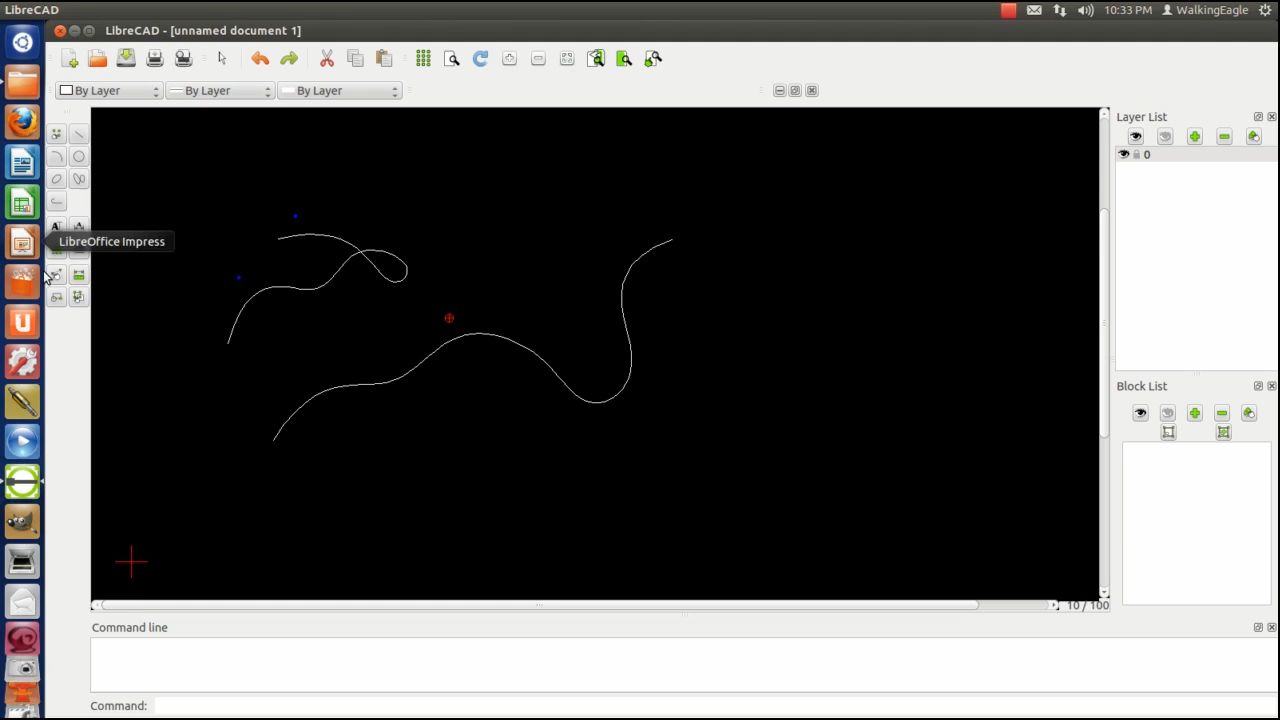 LibreCAD
10:33 PM WalkingEagle
LibreCAD - [unnamed document 1]
By Layer By Layer By Layer
Layer List
0
LibreOffice Impress
Block List
10 / 100
Command line
Command: